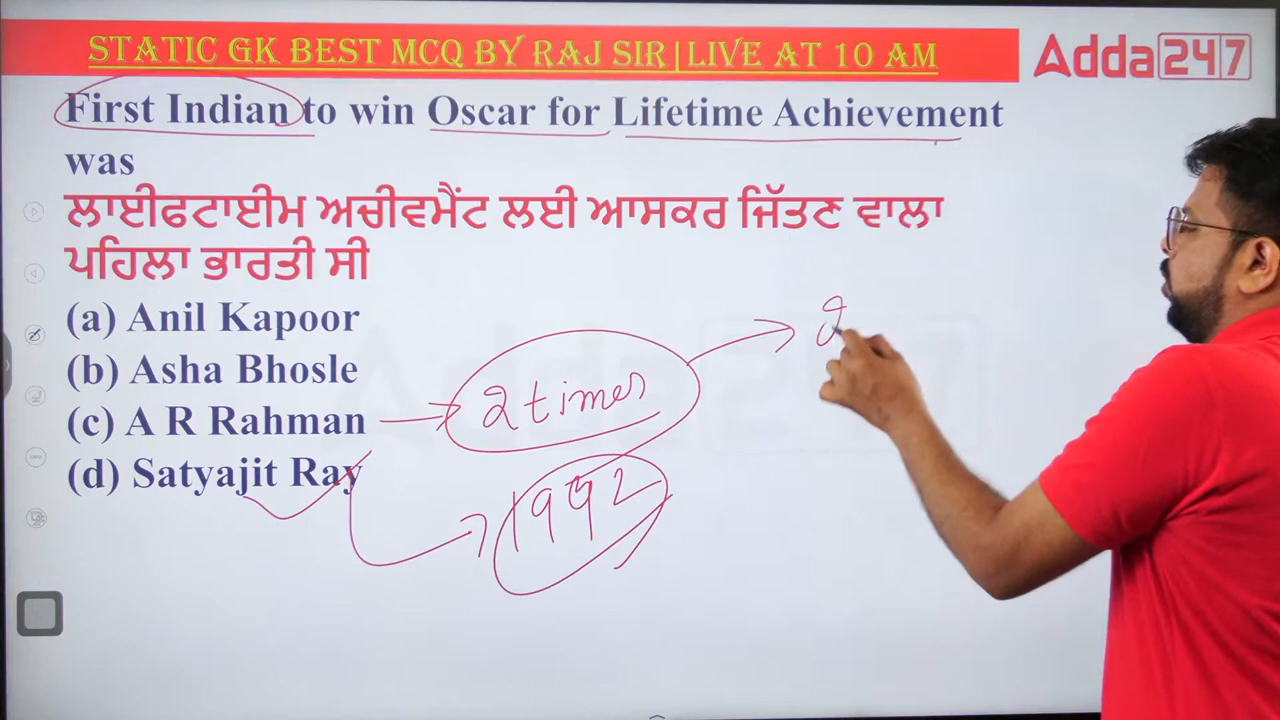 STATIC GK BEST MCQ BY RAJ SIR|LIVE AT 10 AM
Adda247
First Indian to win Oscar for Lifetime Achievement
was
ਲਾਈਫਟਾਈਮ ਅਚੀਵਮੈਂਟ ਲਈ ਆਸਕਰ ਜਿੱਤਣ ਵਾਲਾ
ਪਹਿਲਾ ਭਾਰਤੀ ਸੀ
(a) Anil Kapoor
(b) Asha Bhosle
(c) A R Rahman
2 times
(d) Satyajit Ray
1992